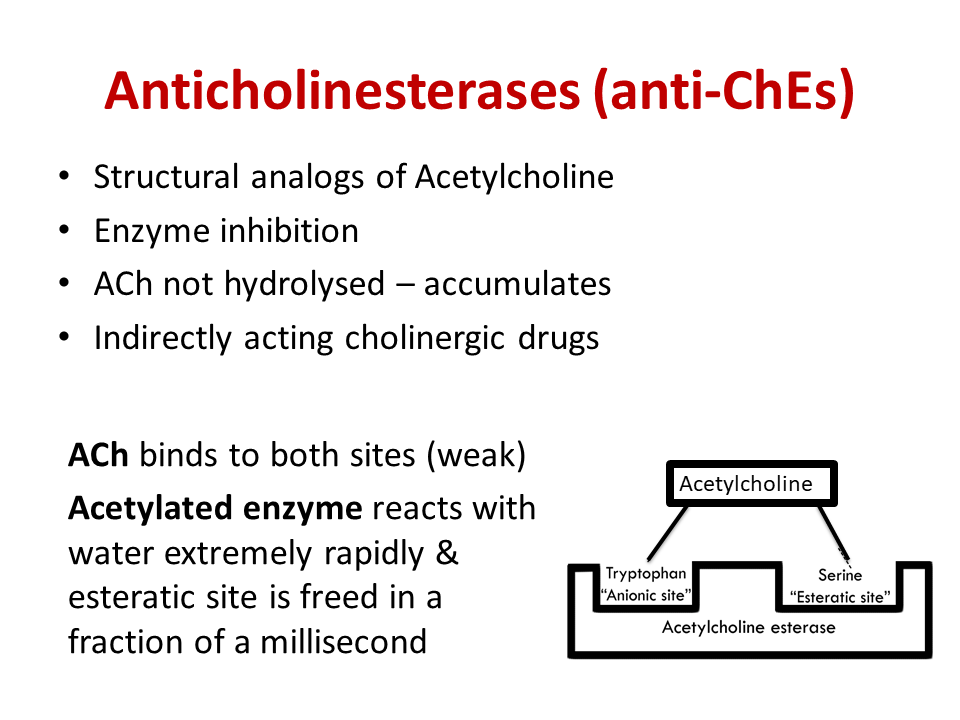 Anticholinesterases (anti-ChEs)
• Structural analogs of Acetylcholine
• Enzyme inhibition
• ACh not hydrolysed – accumulates
• Indirectly acting cholinergic drugs
ACh binds to both sites (weak)
Acetylated enzyme reacts with
water extremely rapidly &
esteratic site is freed in a
fraction of a millisecond
Acetylcholine
Tryptophan
"Anionic site"
Serine
"Esteratic site"
Acetylcholine esterase